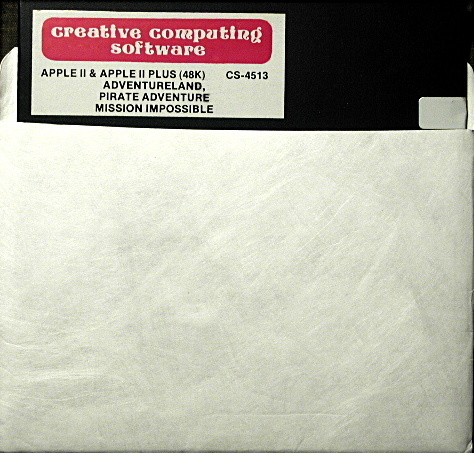 creative computing
software
APPLE II & APPLE II PLUS (48K) CS-4513
ADVENTURELAND,
PIRATE ADVENTURE
MISSION IMPOSSIBLE